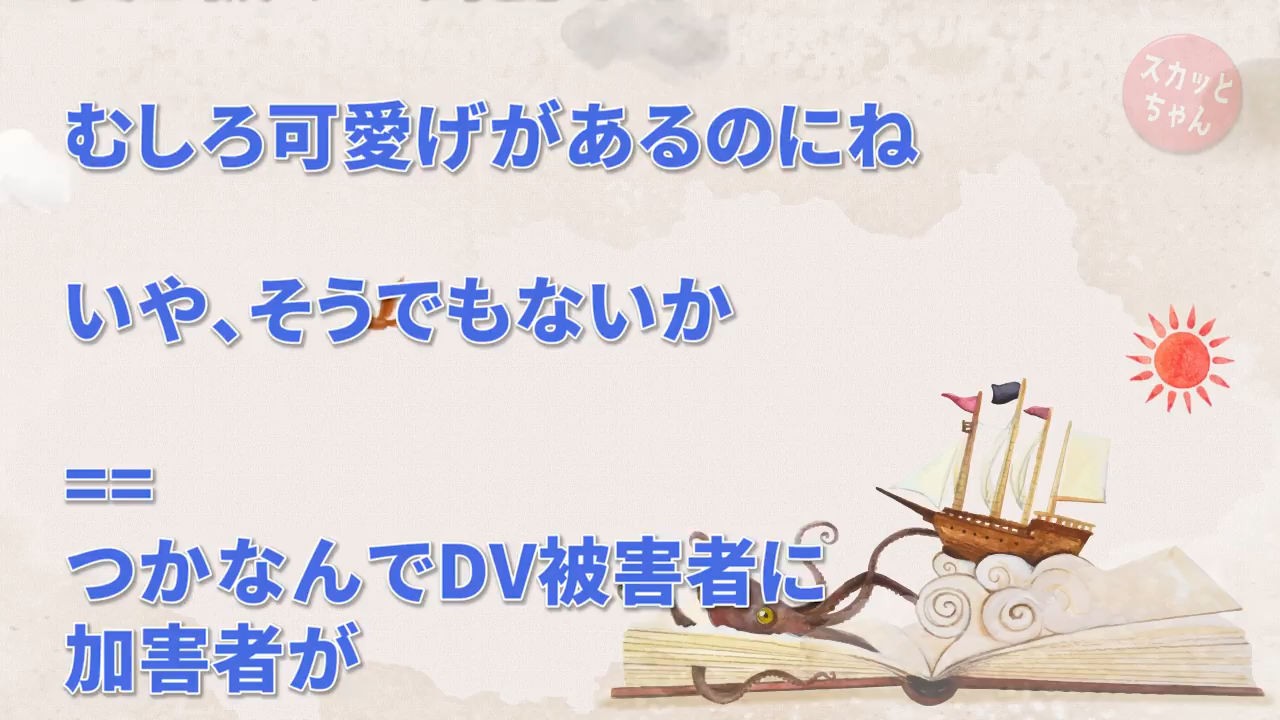 スカッと
ちゃん
むしろ可愛げがあるのにね
いや、そうでもないか
==
つかなんでDV被害者に
加害者が